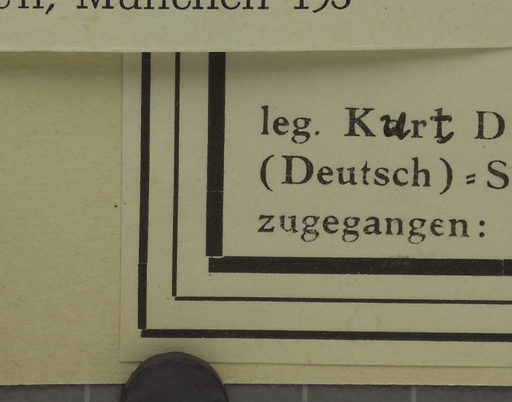 München 193
leg. Kurt D
(Deutsch) = S
zugegangen: